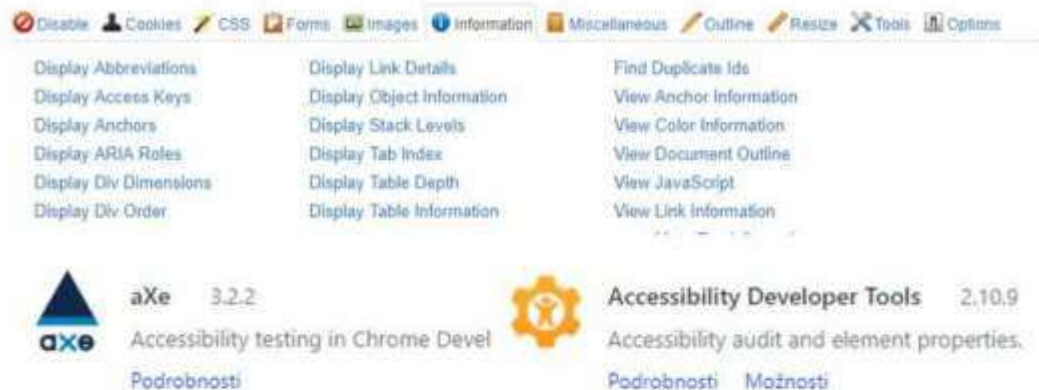 Disable Cookies CSS Forms Images Information Miscellaneous Outline Resize Tools Options
Display Abbreviations Display Link Details Find Duplicate Ids
Display Access Keys Display Object Information View Anchor Information
Display Anchors Display Stack Levels View Color Information
Display ARIA Roles Display Tab Index View Document Outline
Display Div Dimensions Display Table Depth View JavaScript
Display Div Order Display Table Information View Link Information
aXe 3.2.2 Accessibility Developer Tools 2.10.9
axe Accessibility testing in Chrome Devel Accessibility audit and element properties.
Podrobnosti Podrobnosti Možnosti